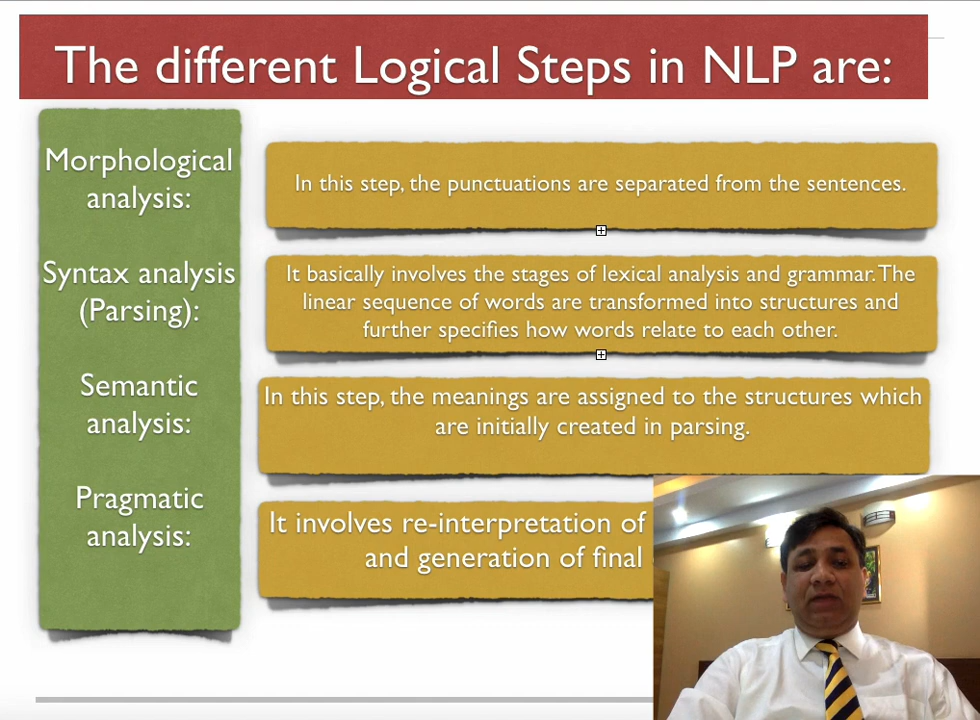 The different Logical Steps in NLP are:
Morphological
analysis:
In this step, the punctuations are separated from the sentences.
Syntax analysis
(Parsing):
It basically involves the stages of lexical analysis and grammar. The
linear sequence of words are transformed into structures and
further specifies how words relate to each other.
Semantic
analysis:
In this step, the meanings are assigned to the structures which
are initially created in parsing.
Pragmatic
analysis:
It involves re-interpretation of
and generation of final